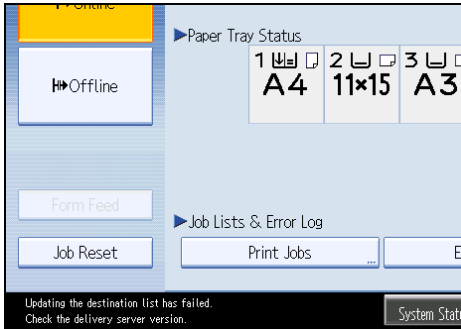 Online
Paper Tray Status
1 2 3
A4 11×15 A3
Offline
Form Feed
Job Lists & Error Log
Job Reset
Print Jobs
E
Updating the destination list has failed.
Check the delivery server version.
System Stat